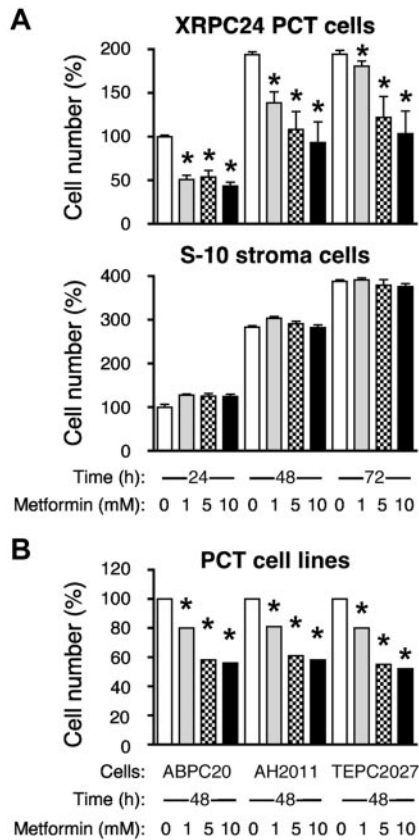 A
XRPC24 PCT cells
Cell number (%)
200
150
100
50
0
* * * * * * * * *
S-10 stroma cells
Cell number (%)
400
300
200
100
0
Time (h): 24 48 72
Metformin (mM): 0 1 5 10 0 1 5 10 0 1 5 10
B
PCT cell lines
Cell number (%)
120
100
80
60
40
20
0
* * * * * * * * *
Cells: ABPC20 AH2011 TEPC2027
Time (h): 48 48 48
Metformin (mM): 0 1 5 10 0 1 5 10 0 1 5 10